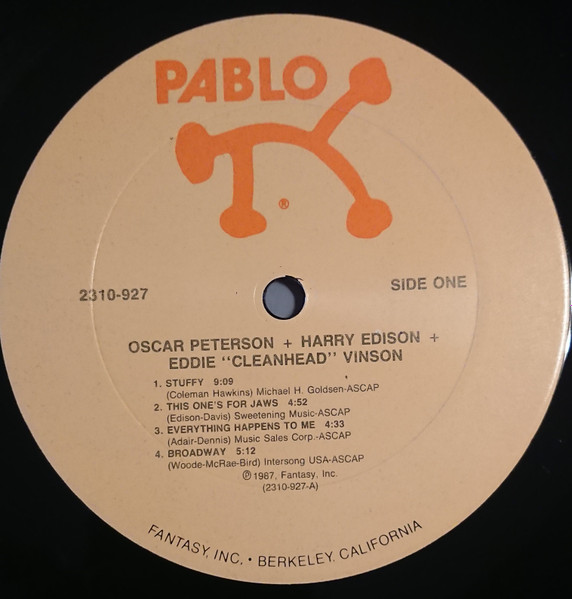 PABLO
®
2310-927
SIDE ONE
OSCAR PETERSON + HARRY EDISON +
EDDIE "CLEANHEAD" VINSON
1. STUFFY 9:09
(Coleman Hawkins) Michael H. Goldsen-ASCAP
2. THIS ONE'S FOR JAWS 4:52
(Edison-Davis) Sweetening Music-ASCAP
3. EVERYTHING HAPPENS TO ME 4:33
(Adair-Dennis) Music Sales Corp.-ASCAP
4. BROADWAY 5:12
(Woode-McRae-Bird) Intersong USA-ASCAP
℗ 1987, Fantasy, Inc.
(2310-927-A)
FANTASY, INC. • BERKELEY, CALIFORNIA